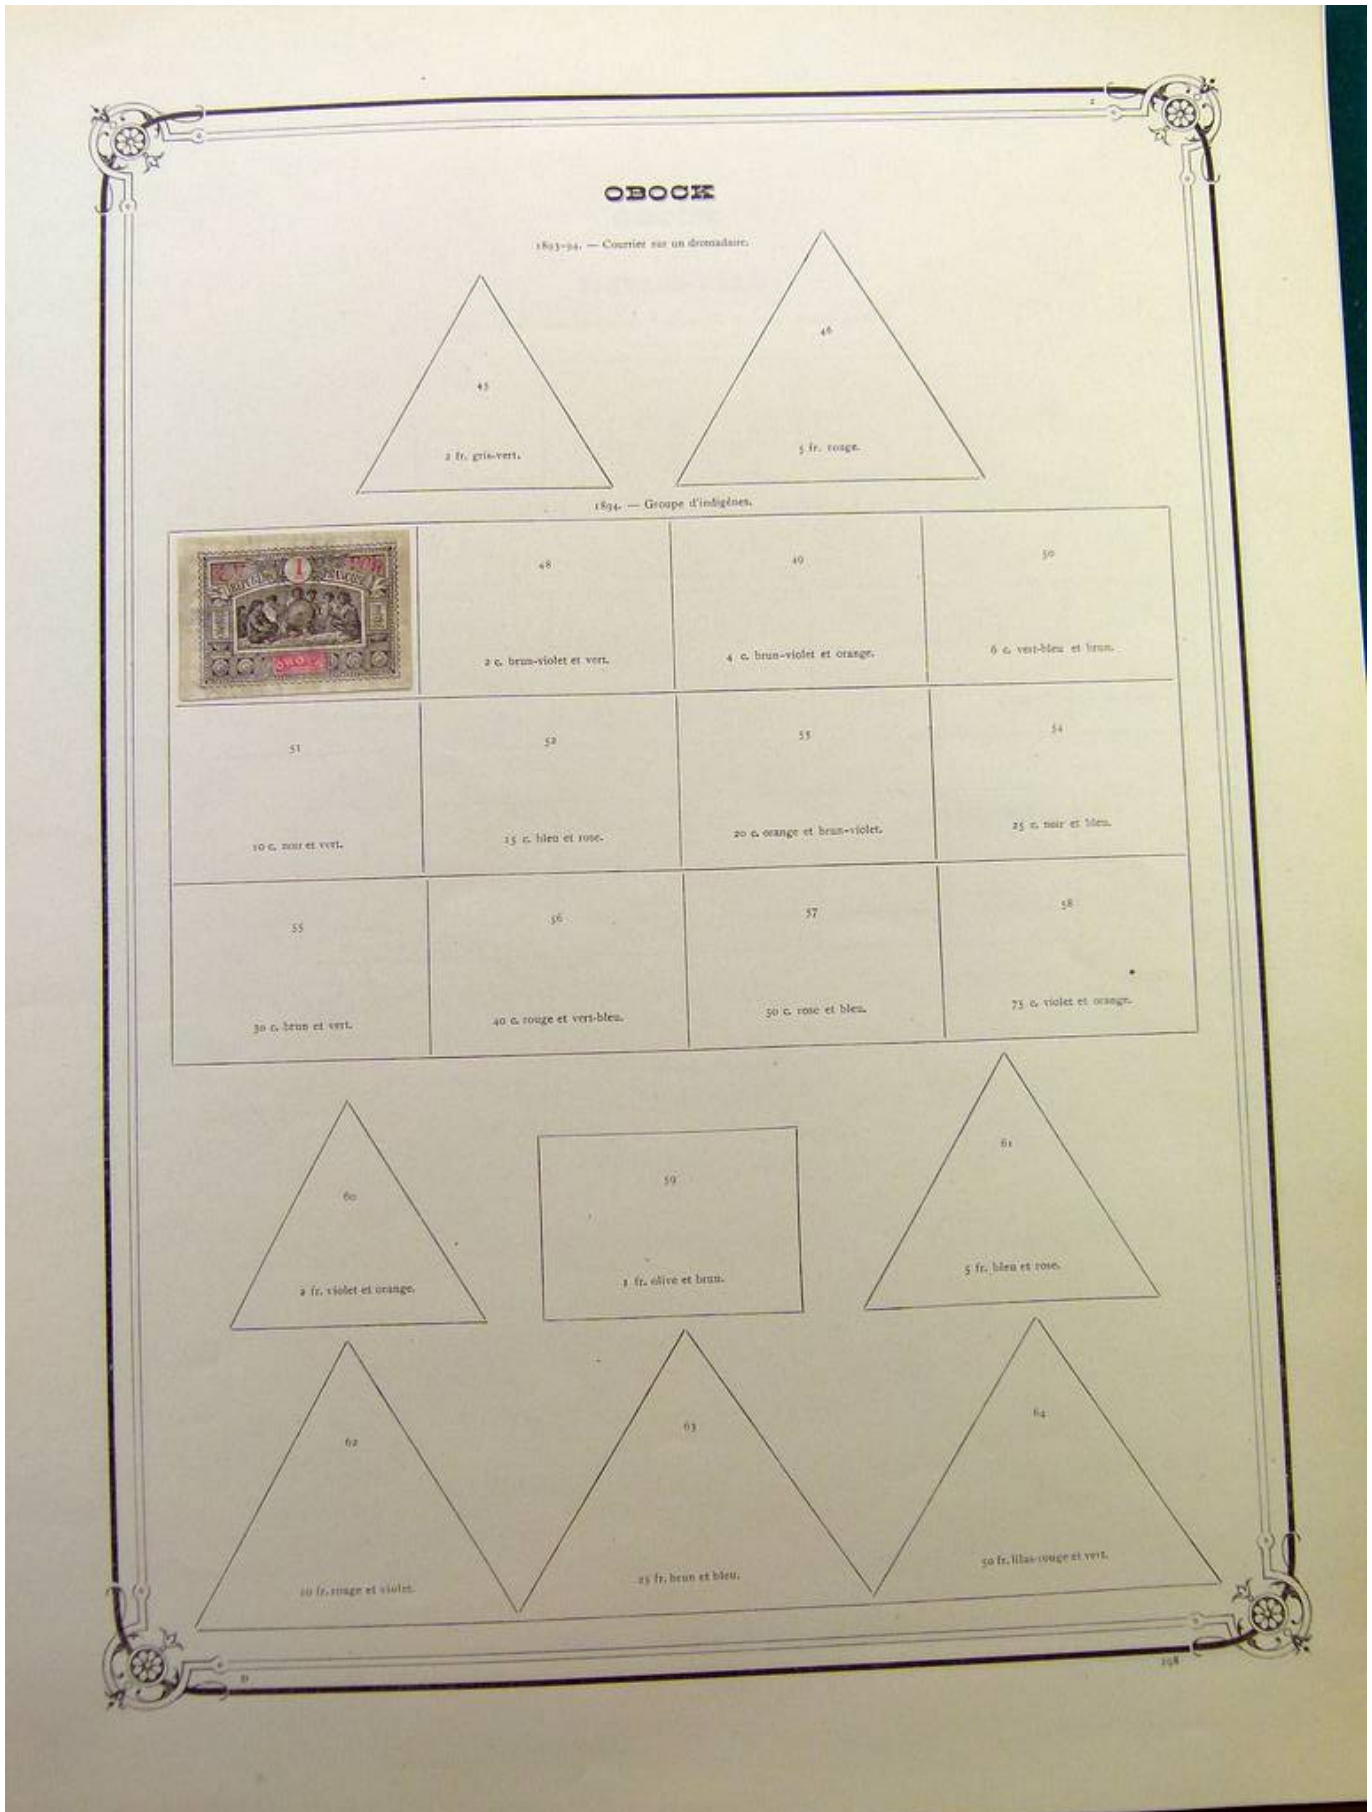 OBOCK
1893-94. — Courrier sur un dromadaire.
45
2 fr. gris-vert.
46
5 fr. rouge.
1894. — Groupe d'indigènes.
1
OBOCK
48
2 c. brun-violet et vert.
49
4 c. brun-violet et orange.
50
6 c. vert-bleu et brun.
51
10 c. noir et vert.
52
15 c. bleu et rose.
53
20 c. orange et brun-violet.
54
25 c. noir et bleu.
55
30 c. brun et vert.
56
40 c. rouge et vert-bleu.
57
50 c. rose et bleu.
58
75 c. violet et orange.
60
2 fr. violet et orange.
59
1 fr. olive et brun.
61
5 fr. bleu et rose.
62
10 fr. rouge et violet.
63
25 fr. brun et bleu.
64
50 fr. lilas-rouge et vert.
198